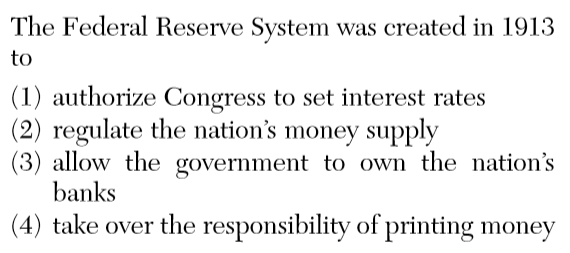 The Federal Reserve System was created in 1913
to
(1) authorize Congress to set interest rates
(2) regulate the nation’s money supply
(3) allow the government to own the nation’s
banks
(4) take over the responsibility of printing money